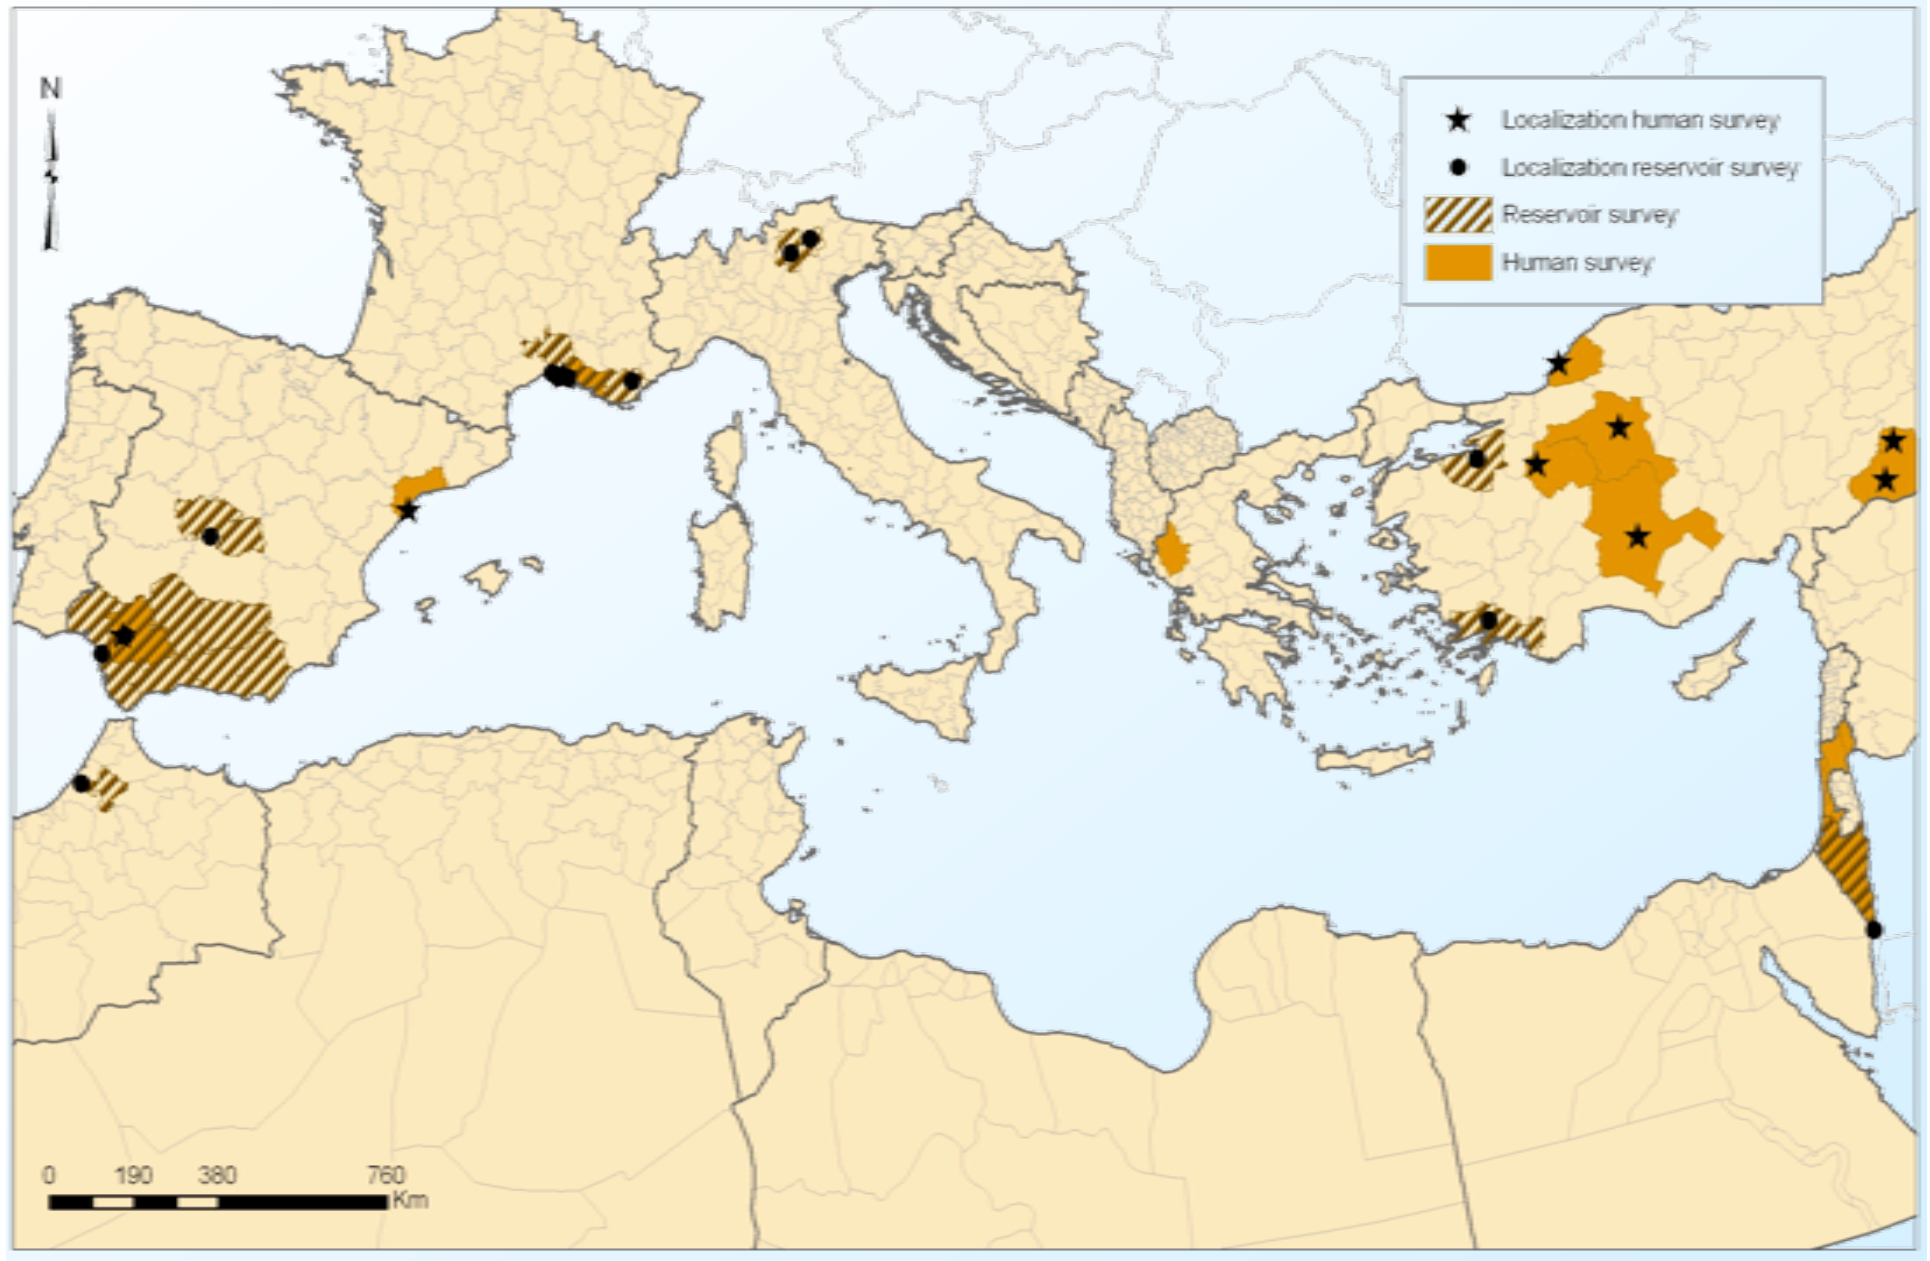 N
Localization human survey
Localization reservoir survey
Reservoir survey
Human survey
0 190 380 760
Km